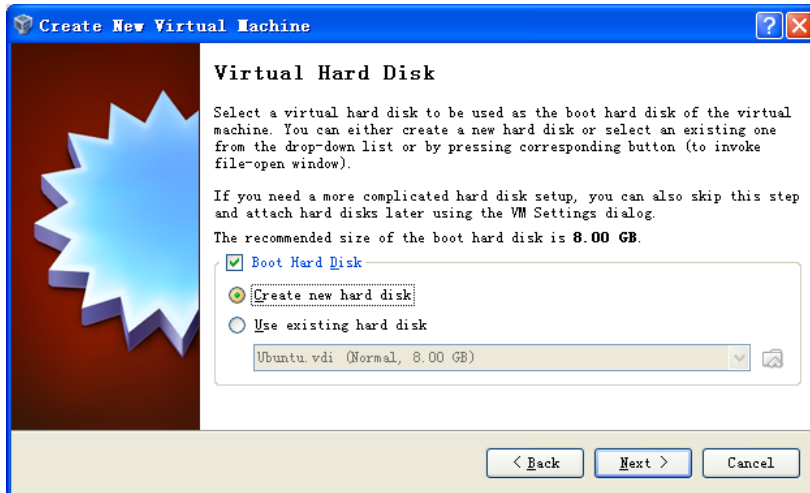 Create New Virtual Machine
Virtual Hard Disk
Select a virtual hard disk to be used as the boot hard disk of the virtual
machine. You can either create a new hard disk or select an existing one
from the drop-down list or by pressing corresponding button (to invoke
file-open window).
If you need a more complicated hard disk setup, you can also skip this step
and attach hard disks later using the VM Settings dialog.
The recommended size of the boot hard disk is 8.00 GB.
Boot Hard Disk
Create new hard disk
Use existing hard disk
Ubuntu.vdi (Normal, 8.00 GB)
< Back Next > Cancel